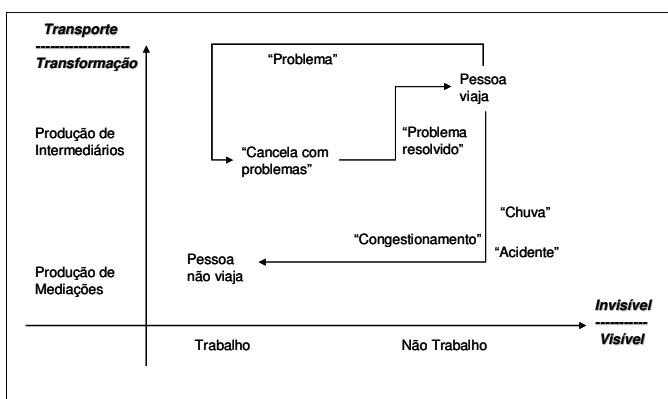 Transporte
Transformação
“Problema”
Pessoa
viaja
Produção de
Intermediários
“Cancela com
problemas”
“Problema
resolvido”
“Chuva”
“Congestionamento”
“Acidente”
Pessoa
não viaja
Produção de
Mediações
Invisível
Visível
Trabalho
Não Trabalho